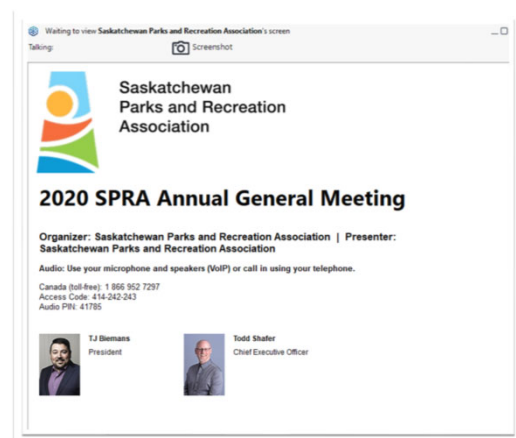 Waiting to view Saskatchewan Parks and Recreation Association's screen
Talking:
Screenshot
Saskatchewan
Parks and Recreation
Association
2020 SPRA Annual General Meeting
Organizer: Saskatchewan Parks and Recreation Association | Presenter:
Saskatchewan Parks and Recreation Association
Audio: Use your microphone and speakers (VoIP) or call in using your telephone.
Canada (toll-free): 1 866 952 7297
Access Code: 414-242-243
Audio PIN: 41785
TJ Biemans
President
Todd Shafer
Chief Executive Officer